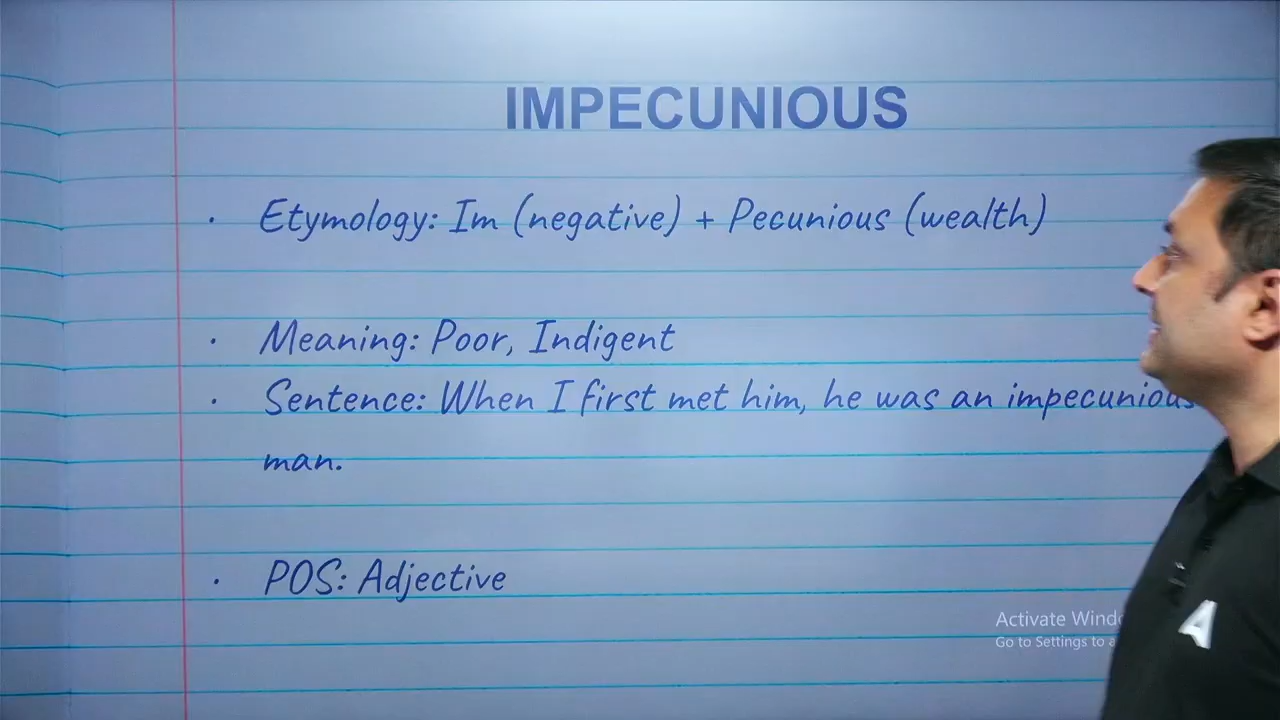 IMPECUNIOUS
· Etymology: Im (negative) + Pecunious (wealth)
· Meaning: Poor, Indigent
· Sentence: When I first met him, he was an impecunious
man.
· POS: Adjective
Activate
Go to Settings to
A